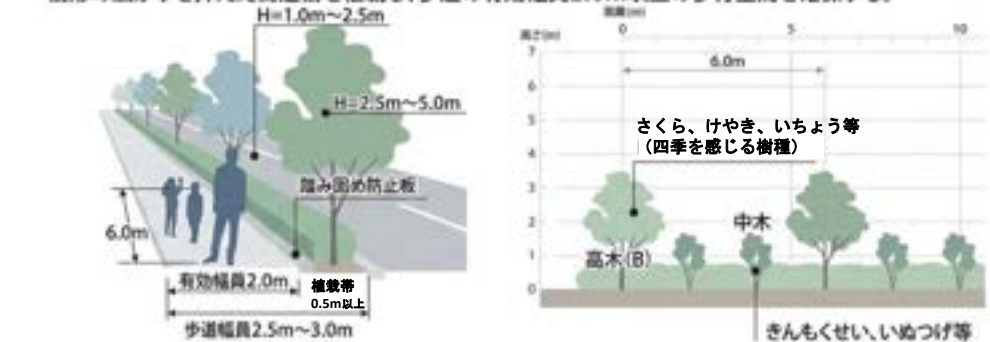 H=1.0m～2.5m
H=2.5m～5.0m
踏み固め防止板
6.0m
有効幅員2.0m
植栽帯
0.5m以上
歩道幅員2.5m～3.0m
高さ(m)
0
5
10
7
6.0m
6
5
さくら、けやき、いちょう等
（四季を感じる樹種）
4
3
2
中木
1
高木(B)
0
きんもくせい、いぬつげ等